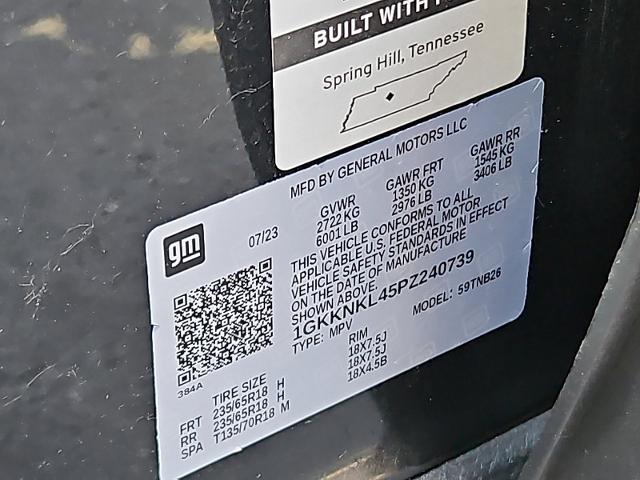 BUILT WITH
Spring Hill, Tennessee
MFD BY GENERAL MOTORS LLC
gm
07/23
GVWR GAWR FRT GAWR RR
2722 KG 1350 KG 1545 KG
6001 LB 2976 LB 3406 LB
THIS VEHICLE CONFORMS TO ALL
APPLICABLE U.S. FEDERAL MOTOR
VEHICLE SAFETY STANDARDS IN EFFECT
ON THE DATE OF MANUFACTURE
SHOWN ABOVE.
1GKKNKL45PZ240739
TYPE: MPV MODEL: 59TNB26
384A
TIRE SIZE RIM
FRT 235/65R18 H 18X7.5J
RR 235/65R18 H 18X7.5J
SPA T135/70R18 M 18X4.5B